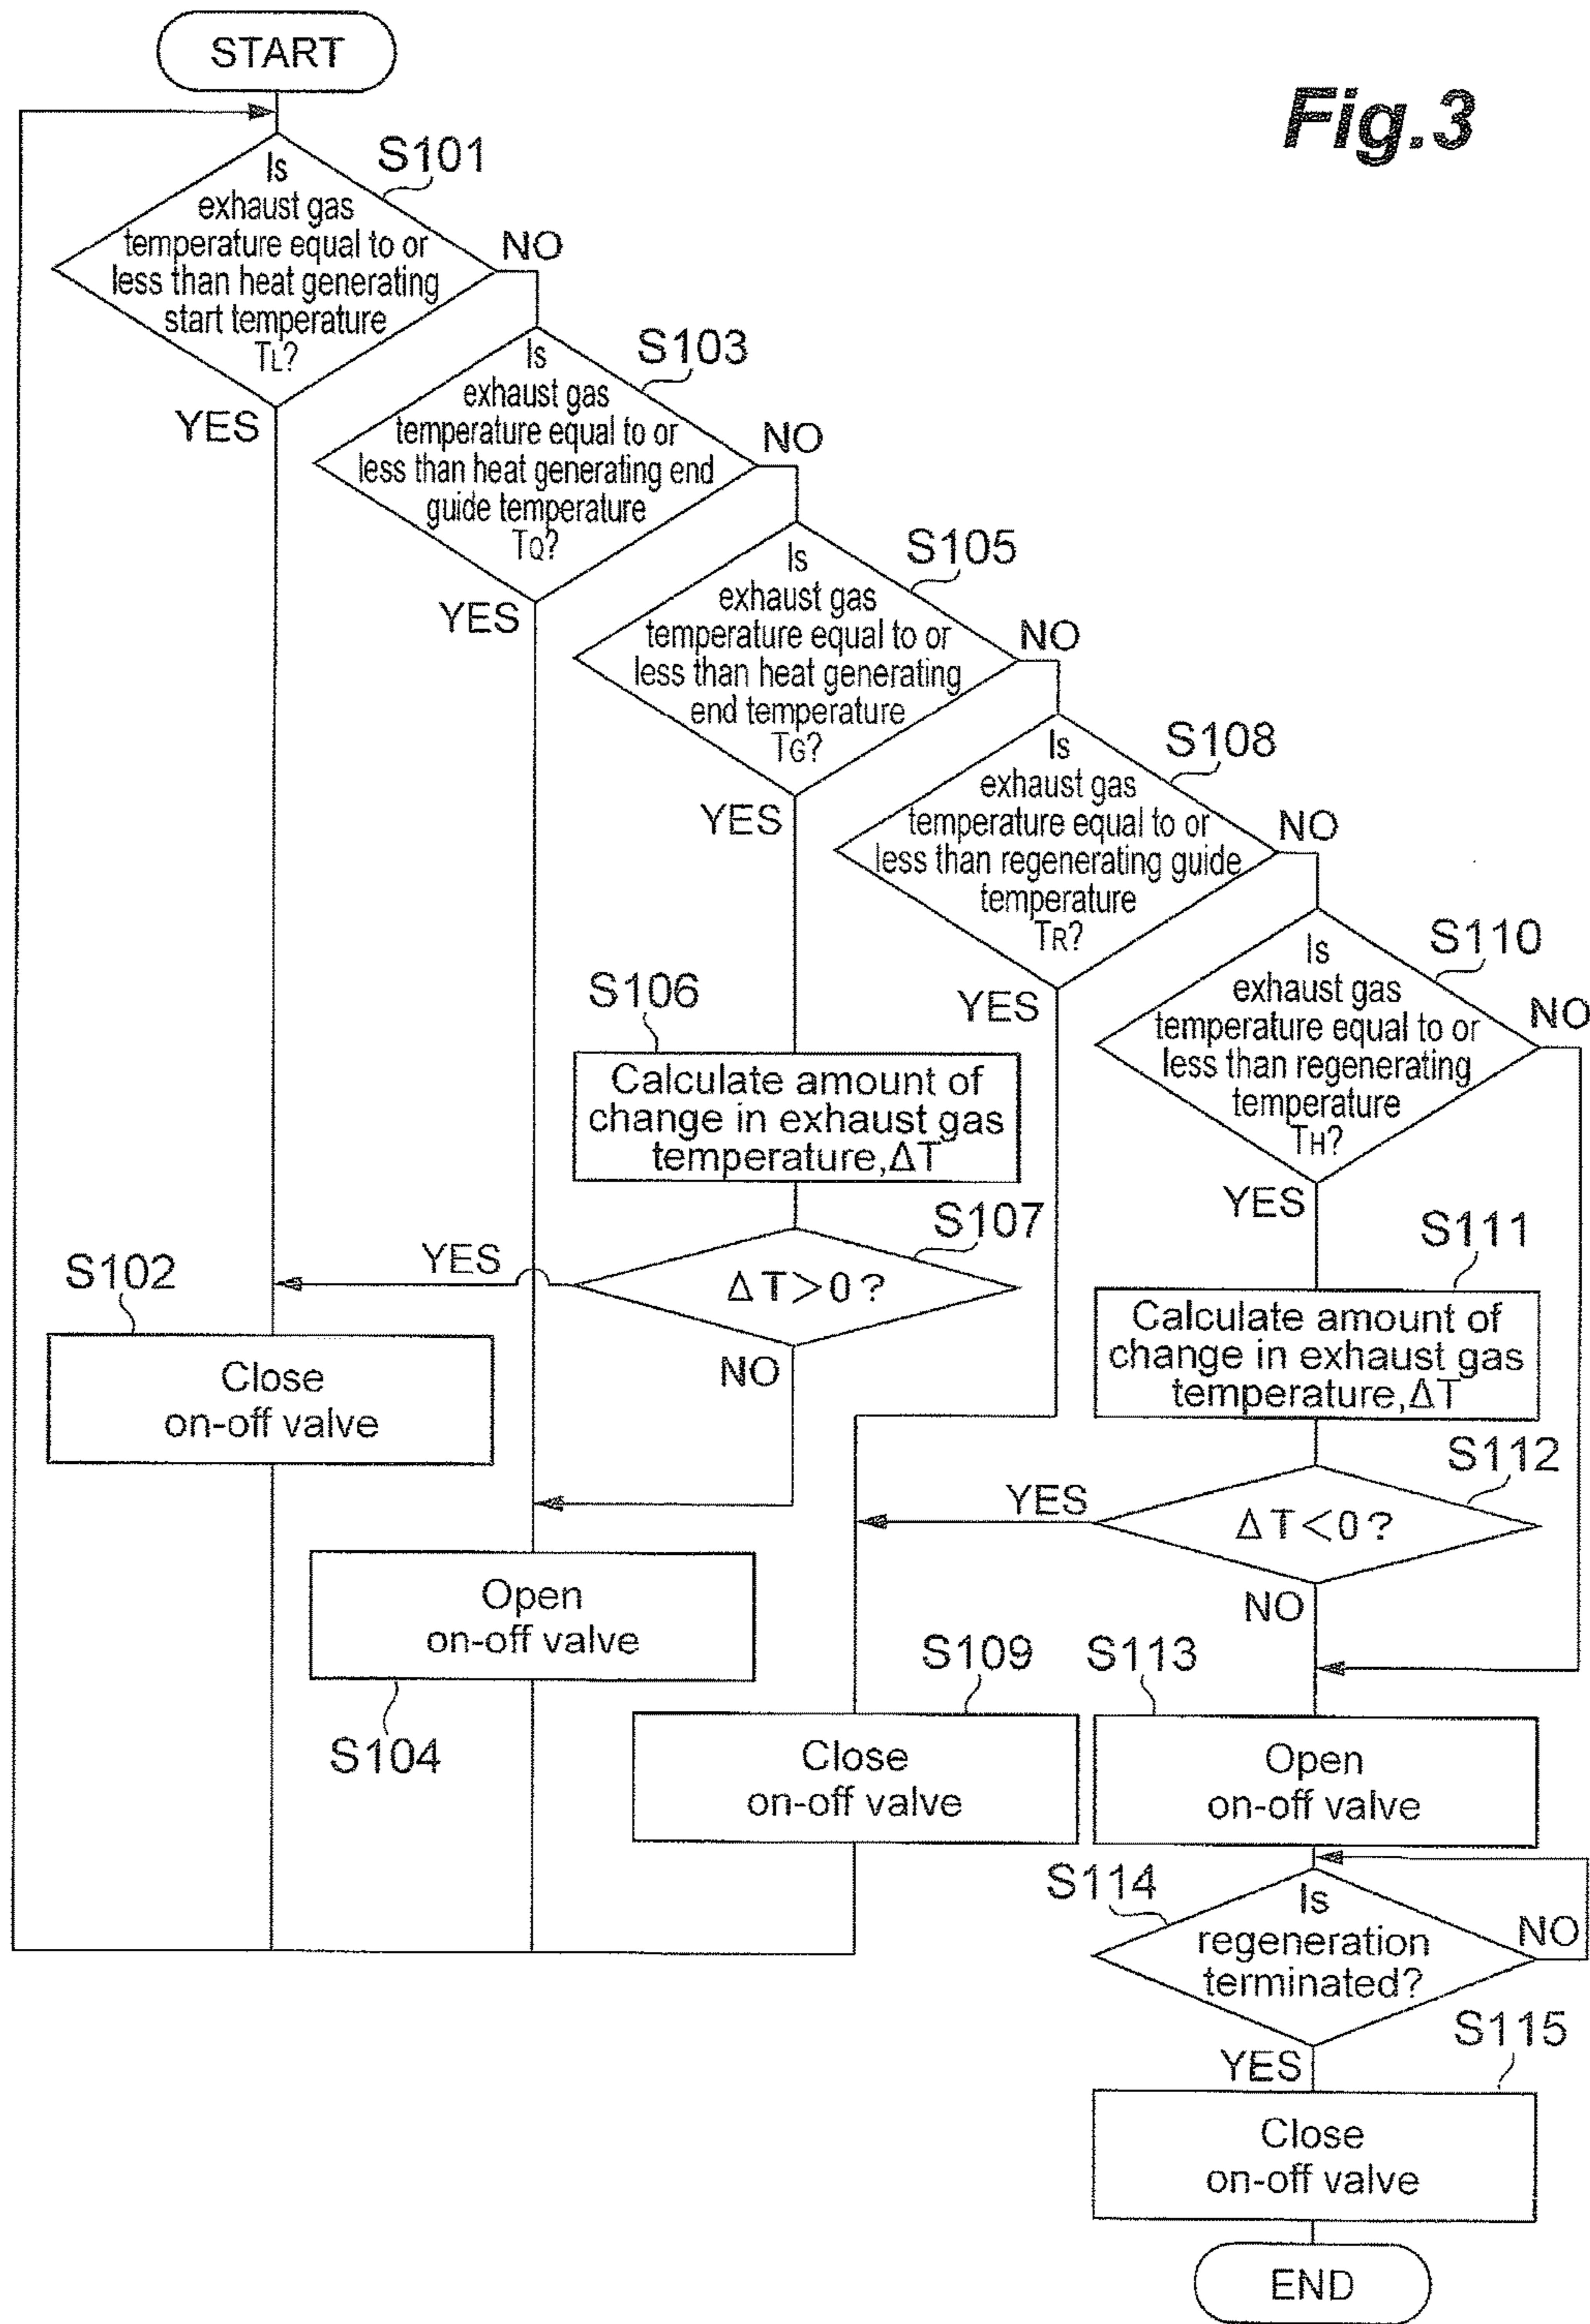 START
Fig.3
S101
Is
exhaust gas
temperature equal to or
less than heat generating
start temperature
TL?
NO
YES
S103
Is
exhaust gas
temperature equal to or
less than heat generating end
guide temperature
TQ?
NO
YES
S105
Is
exhaust gas
temperature equal to or
less than heat generating
end temperature
TG?
NO
YES
S108
Is
exhaust gas
temperature equal to or
less than regenerating guide
temperature
TR?
NO
YES
S110
Is
exhaust gas
temperature equal to or
less than regenerating
temperature
TH?
NO
YES
S106
Calculate amount of
change in exhaust gas
temperature,ΔT
S107
ΔT>0?
YES
NO
S102
Close
on-off valve
S111
Calculate amount of
change in exhaust gas
temperature,ΔT
S112
ΔT<0?
YES
NO
Open
on-off valve
S104
S109
Close
on-off valve
S113
Open
on-off valve
S114
Is
regeneration
terminated?
NO
YES
S115
Close
on-off valve
END